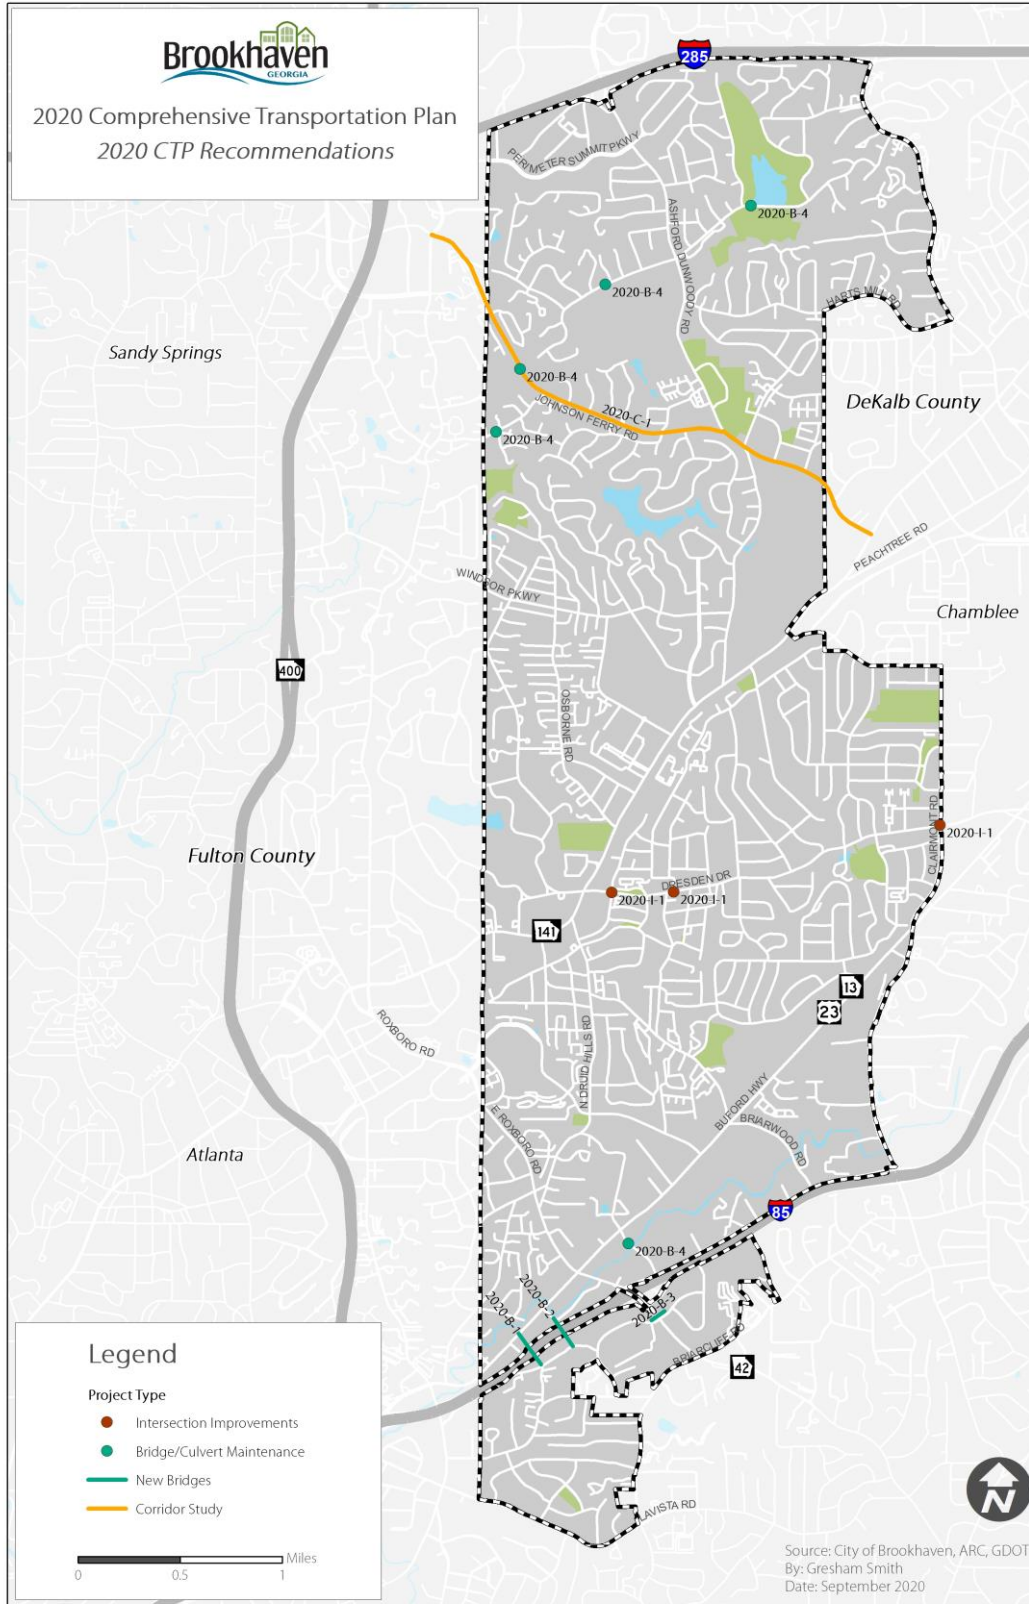 Brookhaven
GEORGIA
2020 Comprehensive Transportation Plan
2020 CTP Recommendations
285
PERIMETER SUMMIT PKWY
ASHFORD DUNWOODY RD
2020-B-4
2020-B-4
HARTS MILL RD
Sandy Springs
2020-B-4
2020-C-1
JOHNSON FERRY RD
DeKalb County
2020-B-4
PEACHTREE RD
WINDSOR PKWY
Chamblee
400
OSBORNE RD
CLAIRMONT RD
2020-I-1
Fulton County
DRESDEN DR
2020-I-1
2020-I-1
141
13
23
ROXBORO RD
N DRUID HILLS RD
BUFORD HWY
BRIARWOOD RD
E ROXBORO RD
Atlanta
85
2020-B-4
2020-B-1
2020-B-2
2020-B-3
BRIARCLIFF RD
42
LAVISTA RD
Legend
Project Type
Intersection Improvements
Bridge/Culvert Maintenance
New Bridges
Corridor Study
Miles
0 0.5 1
N
Source: City of Brookhaven, ARC, GDOT
By: Gresham Smith
Date: September 2020